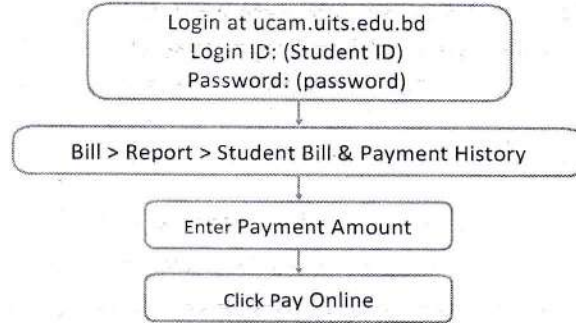 Login at ucam.uits.edu.bd
Login ID: (Student ID)
Password: (password)
Bill > Report > Student Bill & Payment History
Enter Payment Amount
Click Pay Online